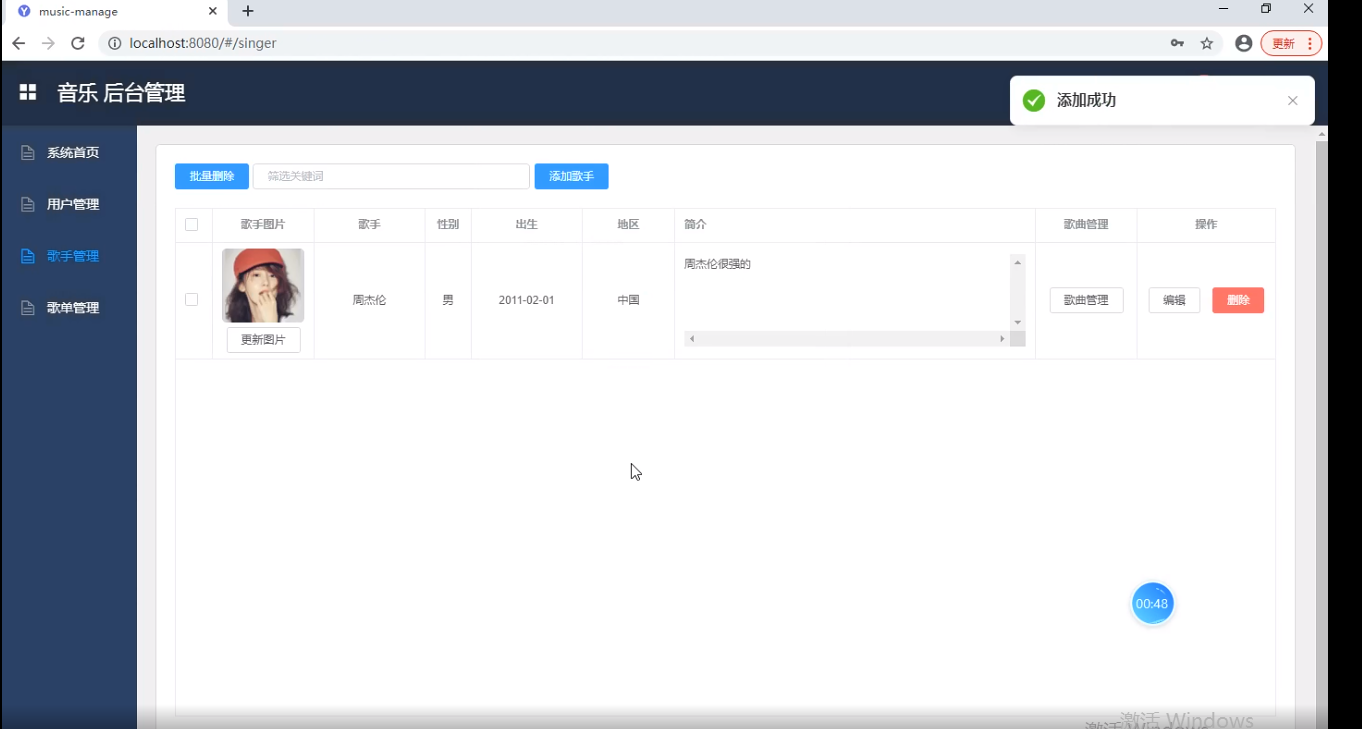 music-manage
localhost:8080/#/singer
更新
音乐 后台管理
添加成功
系统首页
用户管理
歌手管理
歌单管理
批量删除 筛选关键词 添加歌手
歌手图片 歌手 性别 出生 地区 简介 歌曲管理 操作
周杰伦 男 2011-02-01 中国 周杰伦很强的 歌曲管理 编辑 删除
更新图片
00:48
激活 Windows
激活 Windows